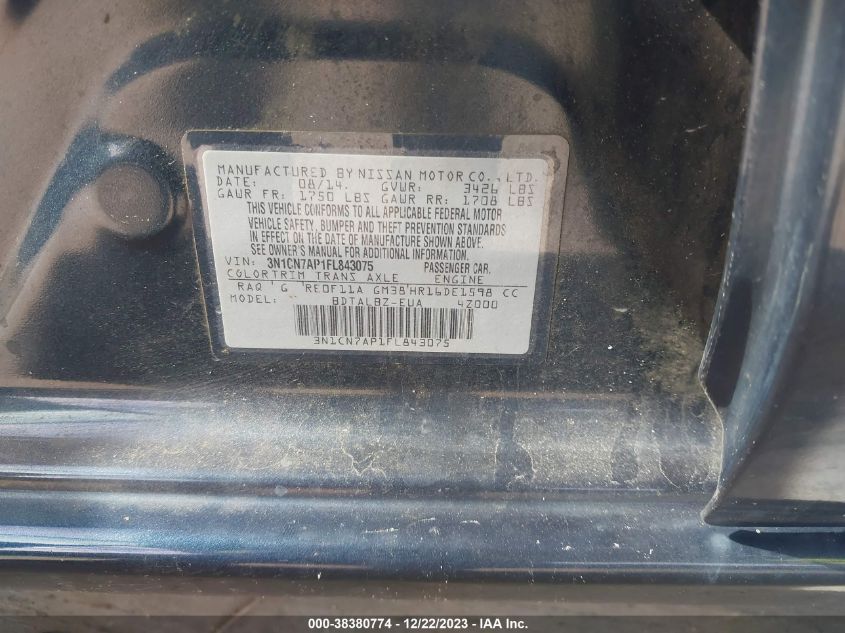 MANUFACTURED BY NISSAN MOTOR CO., LTD.
DATE: 08/14. GVWR: 3426 LBS
GAWR FR: 1750 LBS GAWR RR: 1708 LBS
THIS VEHICLE CONFORMS TO ALL APPLICABLE FEDERAL MOTOR
VEHICLE SAFETY, BUMPER AND THEFT PREVENTION STANDARDS
IN EFFECT ON THE DATE OF MANUFACTURE SHOWN ABOVE.
SEE OWNER'S MANUAL FOR ADDITIONAL INFORMATION.
VIN: 3N1CN7AP1FL843075 PASSENGER CAR.
COLOR TRIM TRANS AXLE ENGINE
RAQ G RE0F11A GM38 HR16DE1598 CC
MODEL: BDTALBZ-EUA 4Z000
3N1CN7AP1FL843075
000-38380774 - 12/22/2023 - IAA Inc.